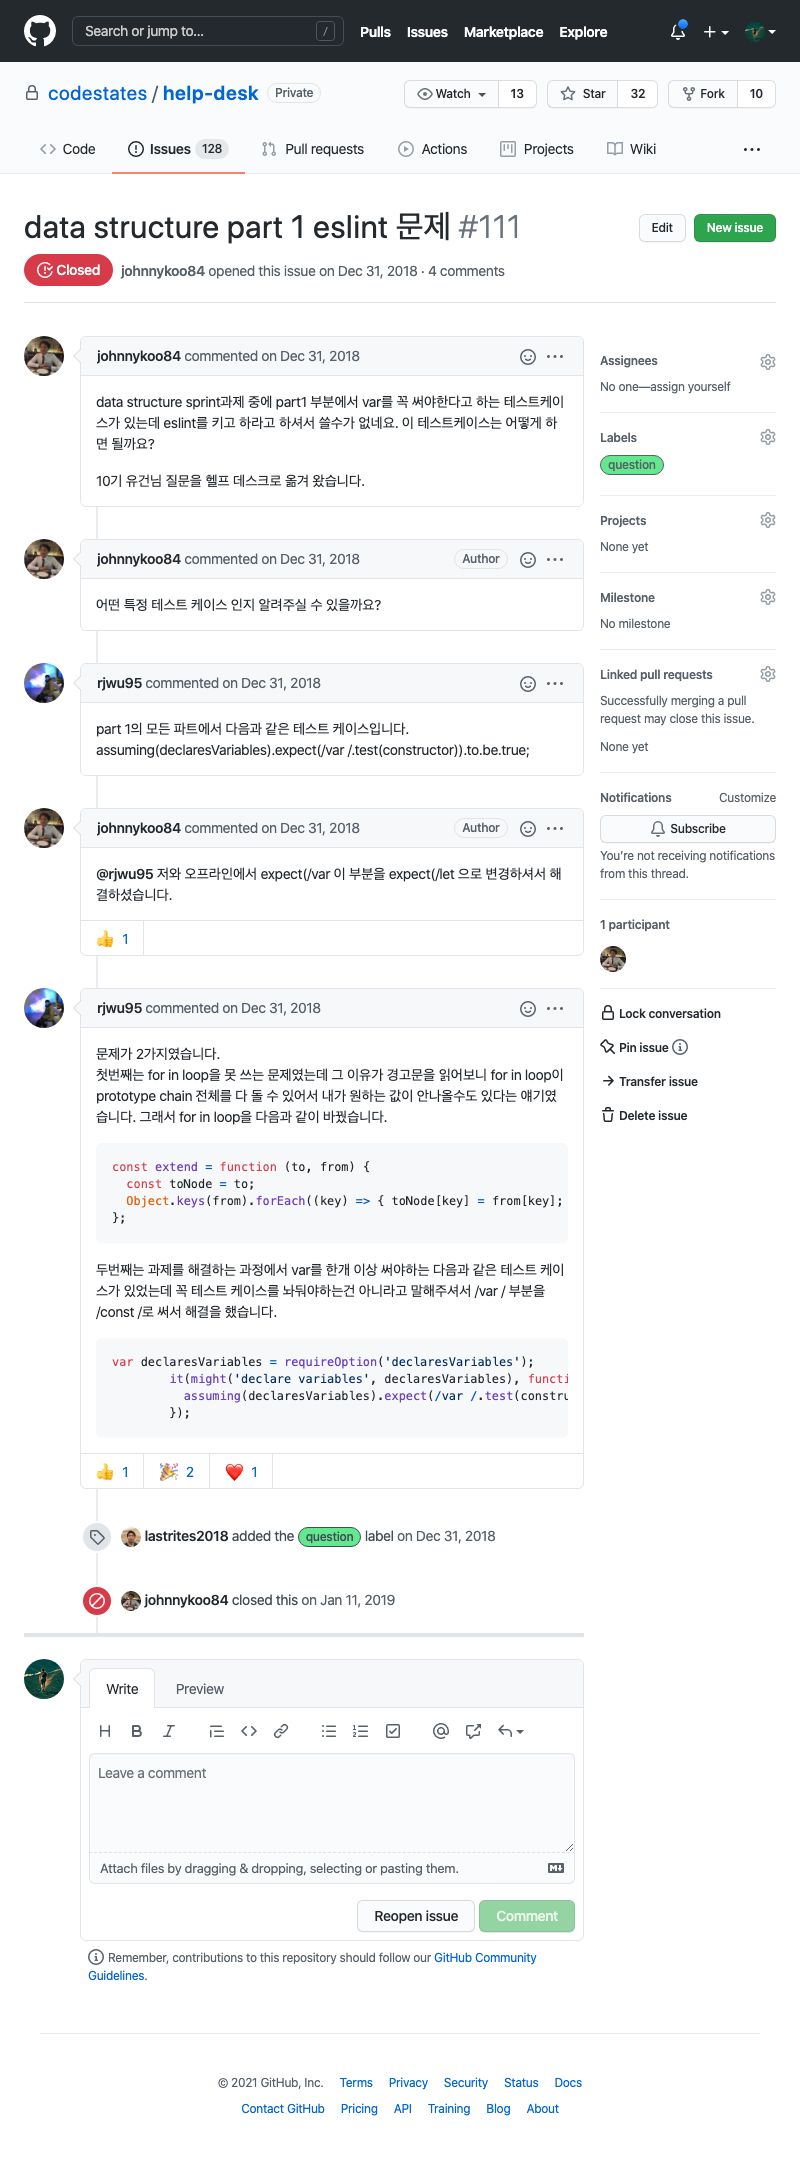 Search or jump to... /
Pulls Issues Marketplace Explore
codestates / help-desk Private
Watch 13 Star 32 Fork 10
Code Issues 128 Pull requests Actions Projects Wiki ...
data structure part 1 eslint 문제 #111
Edit New issue
Closed johnnykoo84 opened this issue on Dec 31, 2018 · 4 comments
johnnykoo84 commented on Dec 31, 2018
data structure sprint과제 중에 part1 부분에서 var를 꼭 써야한다고 하는 테스트케이
스가 있는데 eslint를 키고 하라고 하셔서 쓸수가 없네요. 이 테스트케이스는 어떻게 하
면 될까요?
10기 유건님 질문을 헬프 데스크로 옮겨 왔습니다.
johnnykoo84 commented on Dec 31, 2018 Author
어떤 특정 테스트 케이스 인지 알려주실 수 있을까요?
rjwu95 commented on Dec 31, 2018
part 1의 모든 파트에서 다음과 같은 테스트 케이스입니다.
assuming(declaresVariables).expect(/var /.test(constructor)).to.be.true;
johnnykoo84 commented on Dec 31, 2018 Author
@rjwu95 저와 오프라인에서 expect(/var 이 부분을 expect(/let 으로 변경하셔서 해
결하셨습니다.
👍 1
rjwu95 commented on Dec 31, 2018
문제가 2가지였습니다.
첫번째는 for in loop을 못 쓰는 문제였는데 그 이유가 경고문을 읽어보니 for in loop이
prototype chain 전체를 다 돌 수 있어서 내가 원하는 값이 안나올수도 있다는 얘기였
습니다. 그래서 for in loop을 다음과 같이 바꿨습니다.
const extend = function (to, from) {
const toNode = to;
Object.keys(from).forEach((key) => { toNode[key] = from[key];
};
두번째는 과제를 해결하는 과정에서 var를 한개 이상 써야하는 다음과 같은 테스트 케이
스가 있었는데 꼭 테스트 케이스를 놔둬야하는건 아니라고 말해주셔서 /var / 부분을
/const /로 써서 해결을 했습니다.
var declaresVariables = requireOption('declaresVariables');
it(might('declare variables', declaresVariables), functi
assuming(declaresVariables).expect(/var /.test(constru
});
👍 1 🎉 2 ❤️ 1
lastrites2018 added the question label on Dec 31, 2018
johnnykoo84 closed this on Jan 11, 2019
Assignees
No one—assign yourself
Labels
question
Projects
None yet
Milestone
No milestone
Linked pull requests
Successfully merging a pull
request may close this issue.
None yet
Notifications Customize
Subscribe
You're not receiving notifications
from this thread.
1 participant
Lock conversation
Pin issue
Transfer issue
Delete issue
Write Preview
H B I
Leave a comment
Attach files by dragging & dropping, selecting or pasting them.
Reopen issue Comment
Remember, contributions to this repository should follow our GitHub Community
Guidelines.
© 2021 GitHub, Inc. Terms Privacy Security Status Docs
Contact GitHub Pricing API Training Blog About